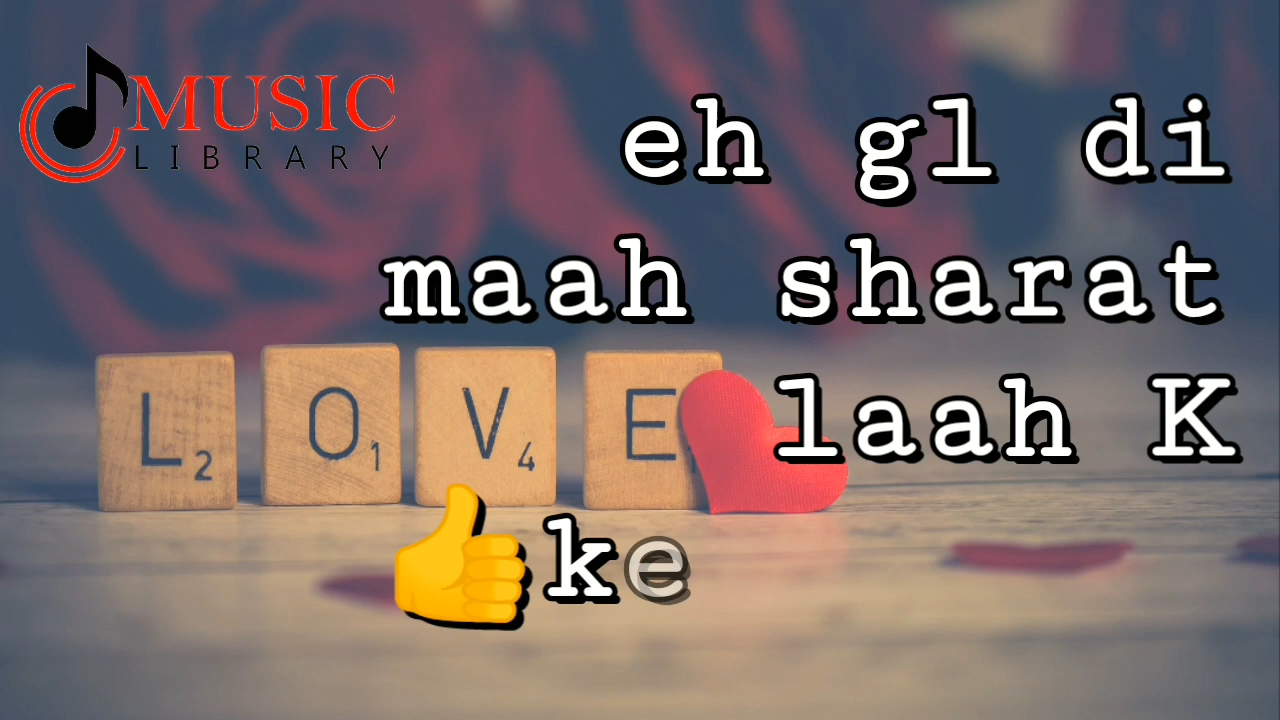 MUSIC
LIBRARY
eh gl di
maah sharat
laah K
👍ke
L2 O1 V4 E